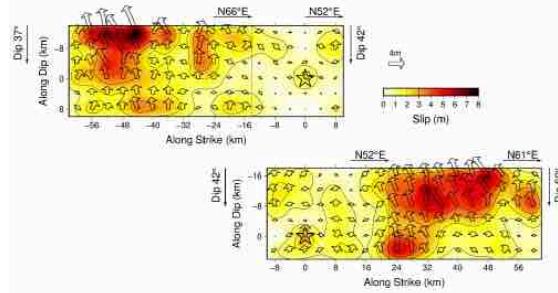 N66°E
N52°E
Dip 37°
Dip 42°
Along Dip (km)
-8
0
8
-56 -48 -40 -32 -24 -16 -8 0 8
Along Strike (km)
4m
0 1 2 3 4 5 6 7 8
Slip (m)
N52°E
N61°E
Dip 42°
Along Dip (km)
-16
-8
0
-8 0 8 16 24 32 40 48 56
Along Strike (km)
Dip